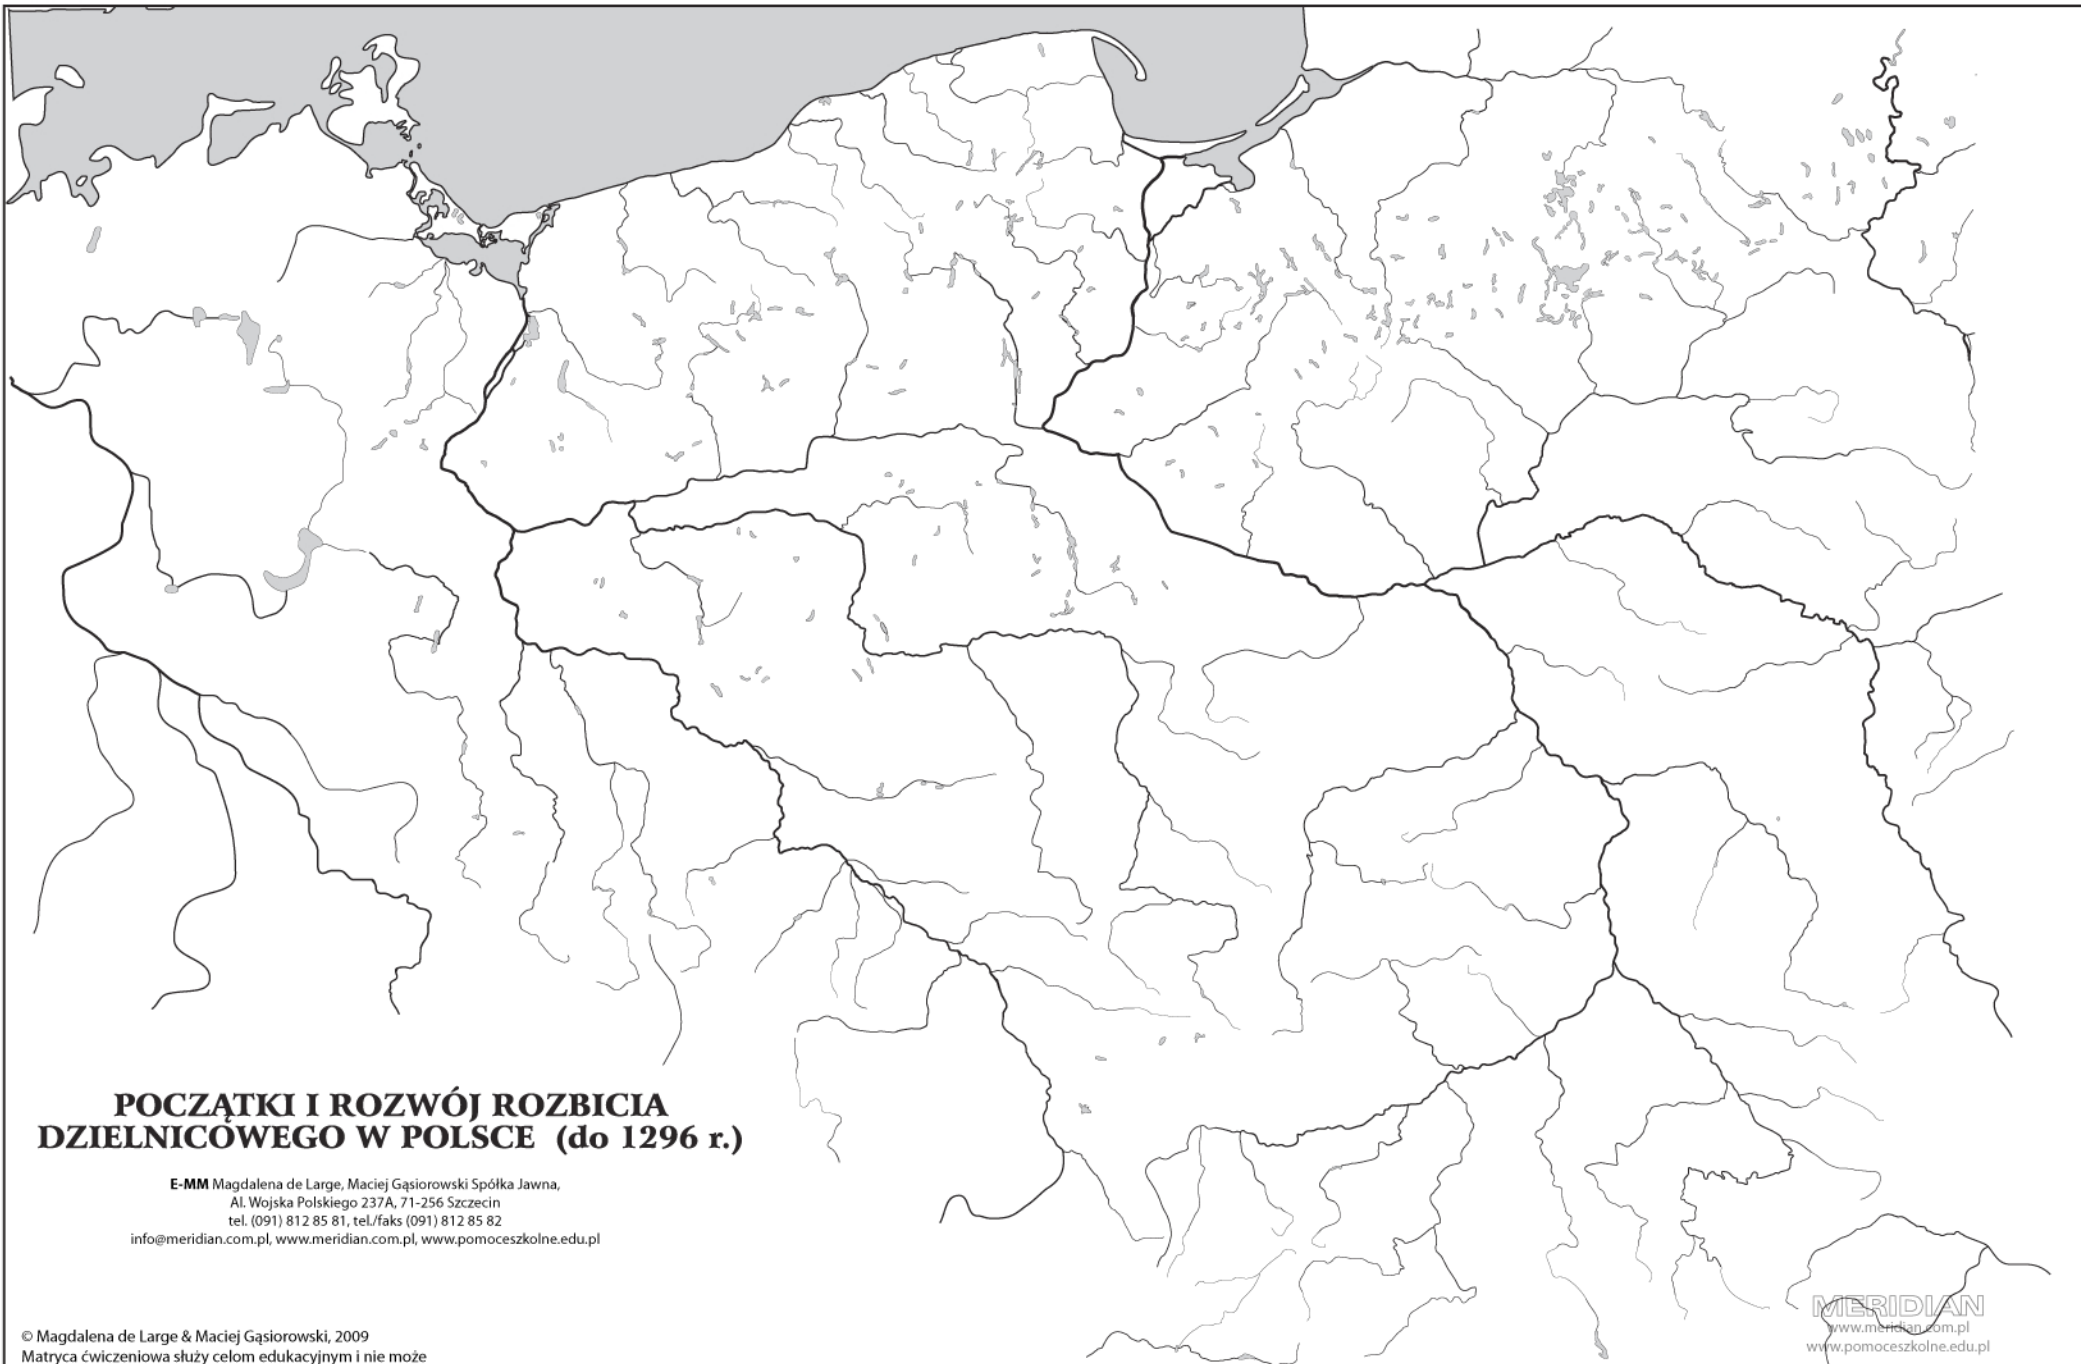 POCZĄTKI I ROZWÓJ ROZBICIA
DZIELNICOWEGO W POLSCE (do 1296 r.)
E-MM Magdalena de Large, Maciej Gąsiorowski Spółka Jawna,
Al. Wojska Polskiego 237A, 71-256 Szczecin
tel. (091) 812 85 81, tel./faks (091) 812 85 82
info@meridian.com.pl, www.meridian.com.pl, www.pomoceszkolne.edu.pl
© Magdalena de Large & Maciej Gąsiorowski, 2009
Matryca ćwiczeniowa służy celom edukacyjnym i nie może
MERIDIAN
www.meridian.com.pl
www.pomoceszkolne.edu.pl